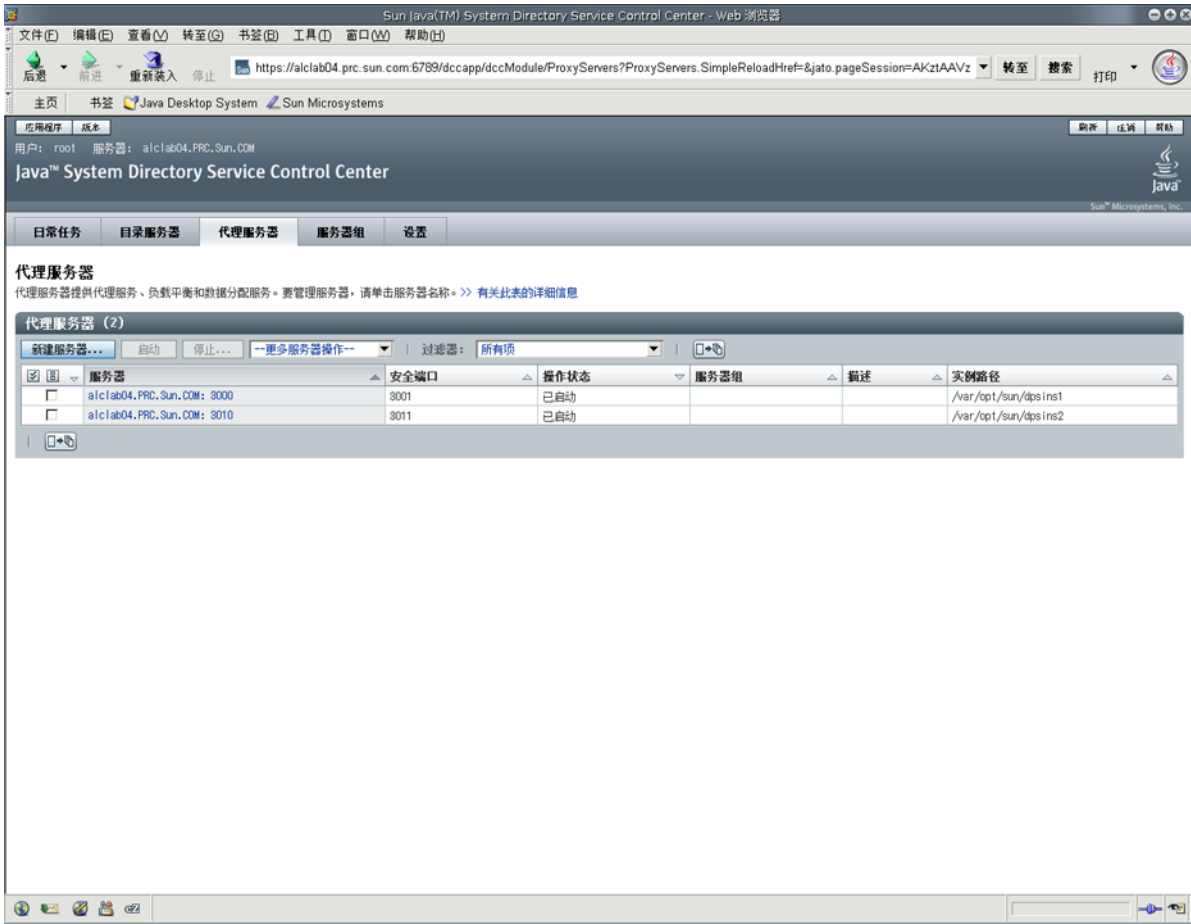 Sun Java(TM) System Directory Service Control Center - Web 浏览器
文件(F) 编辑(E) 查看(V) 转至(G) 书签(B) 工具(T) 窗口(W) 帮助(H)
后退 前进 重新装入 停止 https://alclab04.prc.sun.com:6789/dccapp/dccModule/ProxyServers?ProxyServers.SimpleReloadHref=&jato.pageSession=AKztAAVz 转至 搜索 打印
主页 书签 Java Desktop System Sun Microsystems
应用程序 版本 刷新 注销 帮助
用户: root 服务器: alclab04.PRC.Sun.COM
Java™ System Directory Service Control Center
Java™
Sun™ Microsystems, Inc.
日常任务 目录服务器 代理服务器 服务器组 设置
代理服务器
代理服务器提供代理服务、负载平衡和数据分配服务。要管理服务器，请单击服务器名称。>> 有关此表的详细信息
代理服务器 (2)
新建服务器... 启动 停止... --更多服务器操作-- 过滤器: 所有项
服务器 安全端口 操作状态 服务器组 描述 实例路径
alclab04.PRC.Sun.COM: 3000 3001 已启动 /var/opt/sun/dpsins1
alclab04.PRC.Sun.COM: 3010 3011 已启动 /var/opt/sun/dpsins2